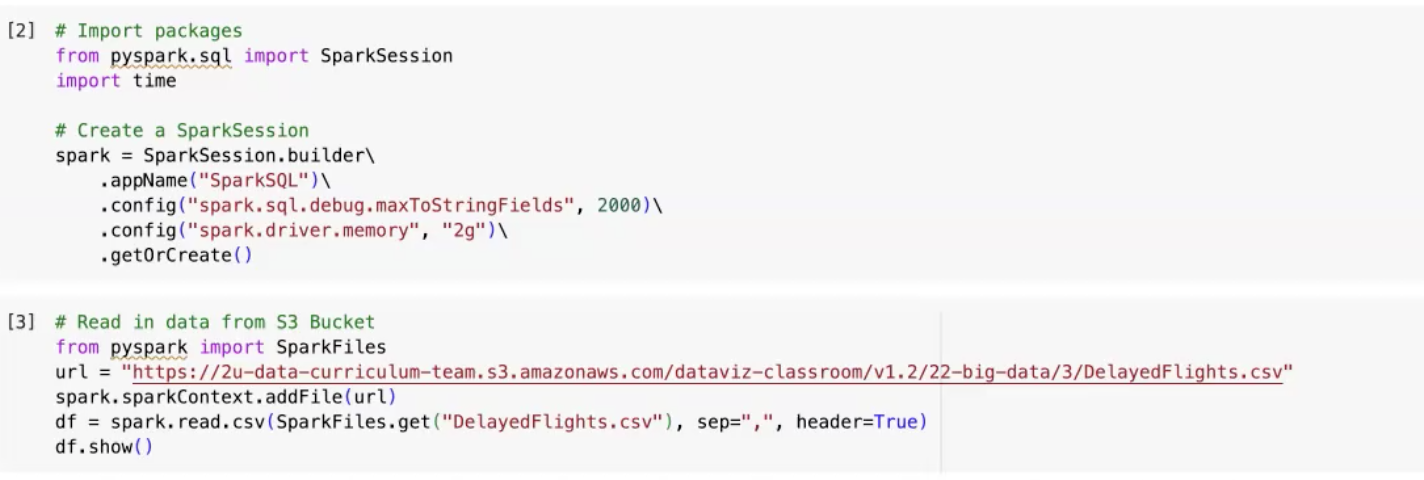 [2] # Import packages
from pyspark.sql import SparkSession
import time
# Create a SparkSession
spark = SparkSession.builder\
.appName("SparkSQL")\
.config("spark.sql.debug.maxToStringFields", 2000)\
.config("spark.driver.memory", "2g")\
.getOrCreate()
[3] # Read in data from S3 Bucket
from pyspark import SparkFiles
url = "https://2u-data-curriculum-team.s3.amazonaws.com/dataviz-classroom/v1.2/22-big-data/3/DelayedFlights.csv"
spark.sparkContext.addFile(url)
df = spark.read.csv(SparkFiles.get("DelayedFlights.csv"), sep=",", header=True)
df.show()